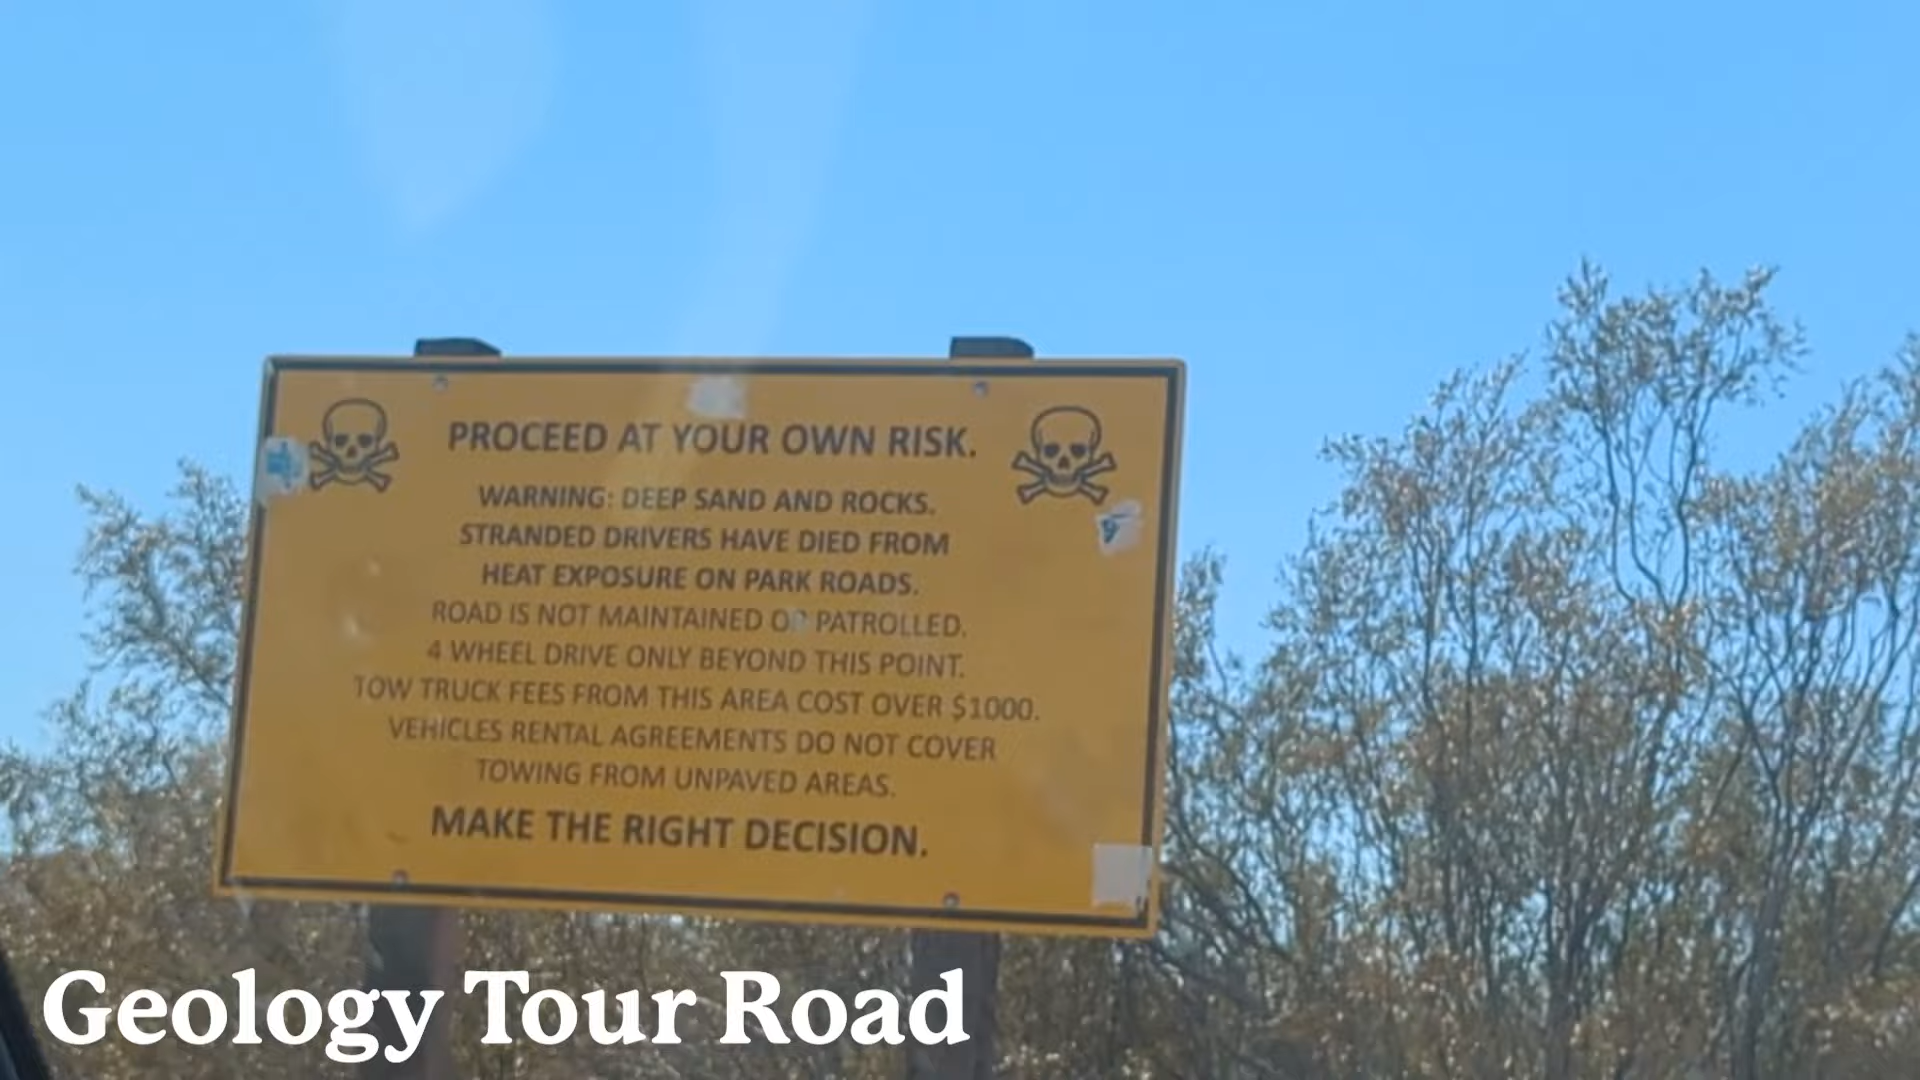 PROCEED AT YOUR OWN RISK.
WARNING: DEEP SAND AND ROCKS.
STRANDED DRIVERS HAVE DIED FROM
HEAT EXPOSURE ON PARK ROADS.
ROAD IS NOT MAINTAINED OR PATROLLED.
4 WHEEL DRIVE ONLY BEYOND THIS POINT.
TOW TRUCK FEES FROM THIS AREA COST OVER $1000.
VEHICLES RENTAL AGREEMENTS DO NOT COVER
TOWING FROM UNPAVED AREAS.
MAKE THE RIGHT DECISION.
Geology Tour Road